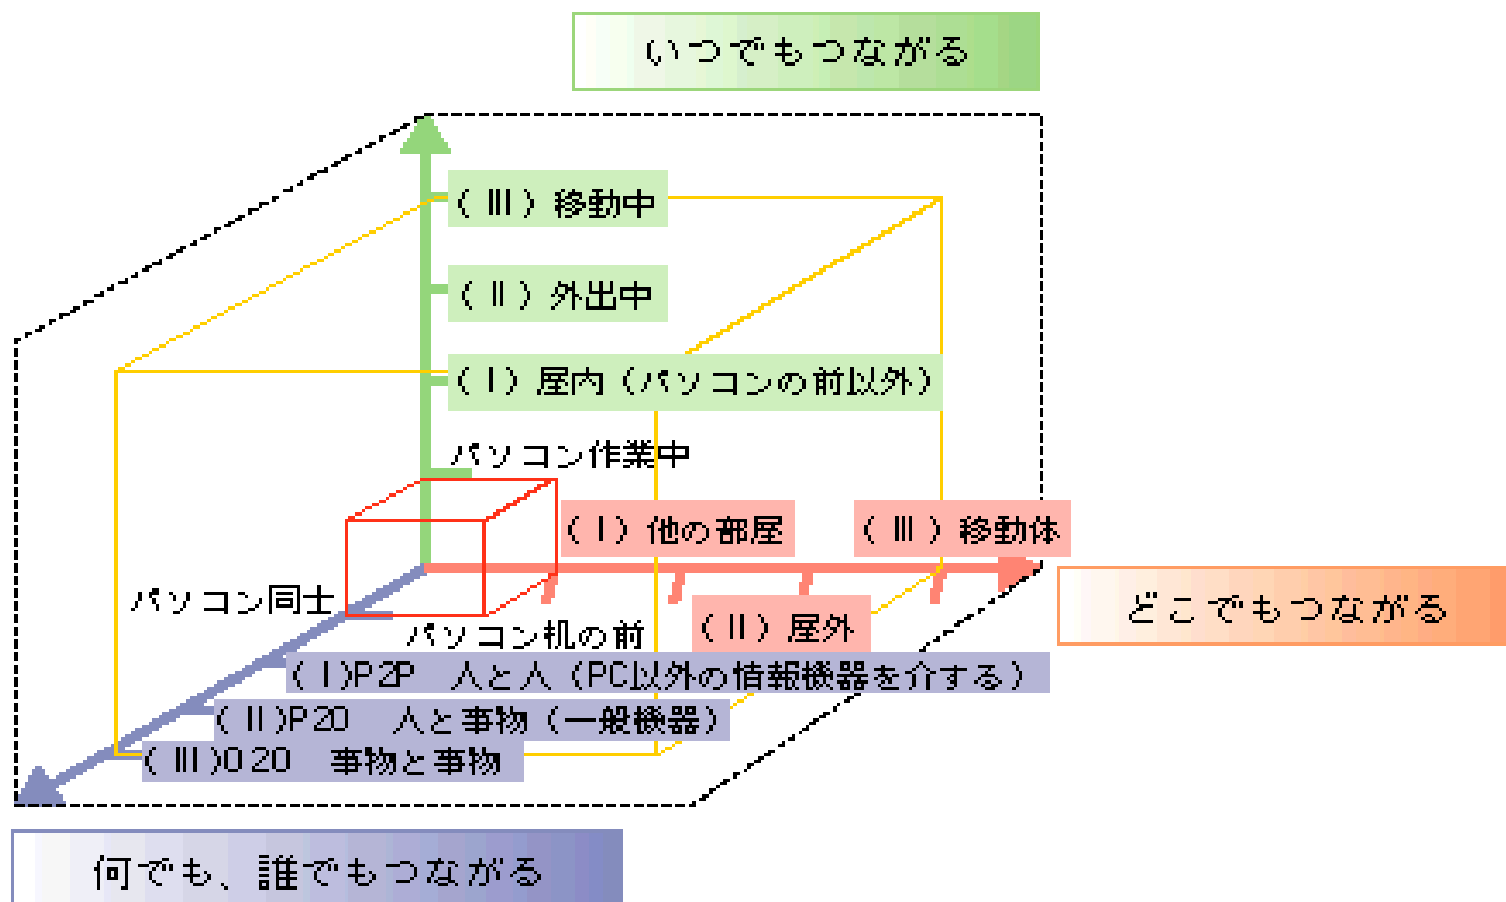 いつでもつながる
(Ⅲ) 移動中
(Ⅱ) 外出中
(Ⅰ) 屋内 (パソコンの前以外)
パソコン作業中
(Ⅰ) 他の部屋
(Ⅲ) 移動体
パソコン同士
パソコン机の前
(Ⅱ) 屋外
どこでもつながる
(Ⅰ)P2P 人と人 (PC以外の情報機器を介する)
(Ⅱ)P2O 人と事物 (一般機器)
(Ⅲ)O2O 事物と事物
何でも、誰でもつながる